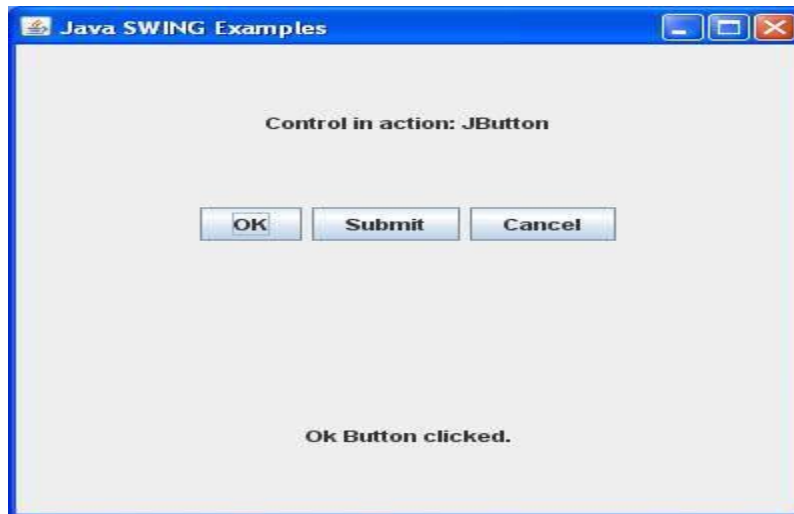 Java SWING Examples
Control in action: JButton
OK Submit Cancel
Ok Button clicked.